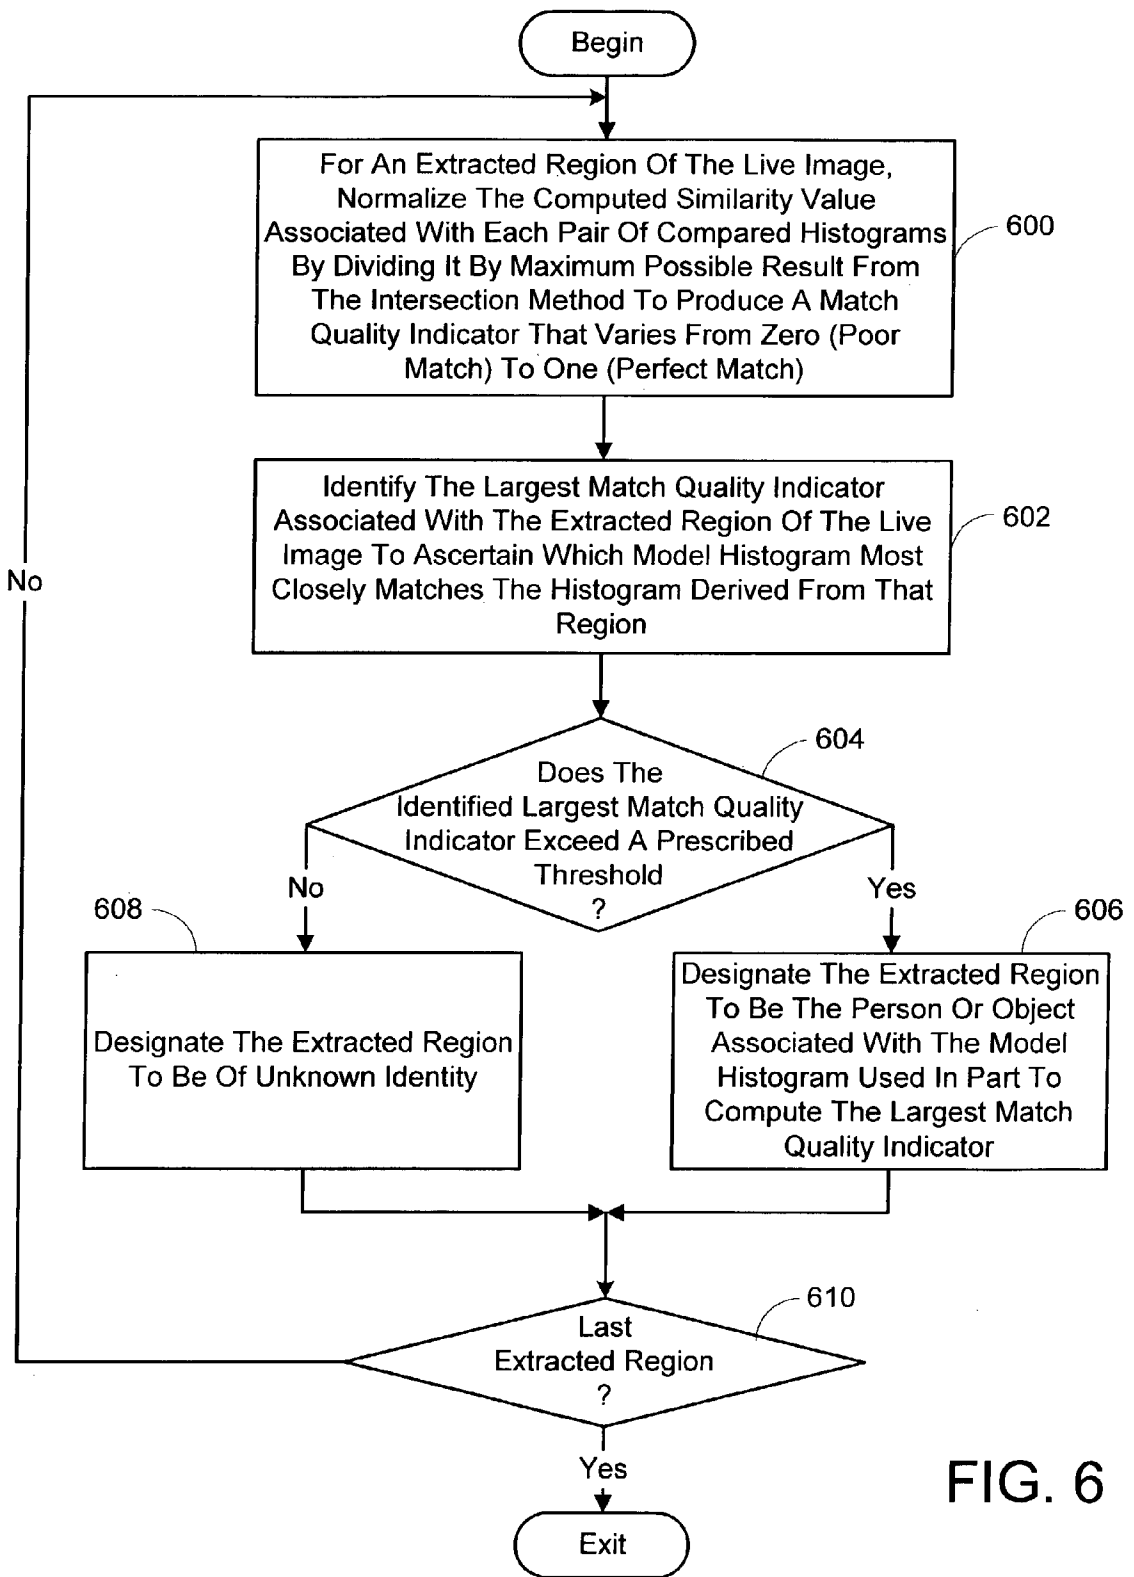 Begin
For An Extracted Region Of The Live Image,
Normalize The Computed Similarity Value
Associated With Each Pair Of Compared Histograms
By Dividing It By Maximum Possible Result From
The Intersection Method To Produce A Match
Quality Indicator That Varies From Zero (Poor
Match) To One (Perfect Match)
600
Identify The Largest Match Quality Indicator
Associated With The Extracted Region Of The Live
Image To Ascertain Which Model Histogram Most
Closely Matches The Histogram Derived From That
Region
602
No
604
Does The
Identified Largest Match Quality
Indicator Exceed A Prescribed
Threshold
?
No
Yes
608
606
Designate The Extracted Region
To Be Of Unknown Identity
Designate The Extracted Region
To Be The Person Or Object
Associated With The Model
Histogram Used In Part To
Compute The Largest Match
Quality Indicator
610
Last
Extracted Region
?
Yes
Exit
FIG. 6